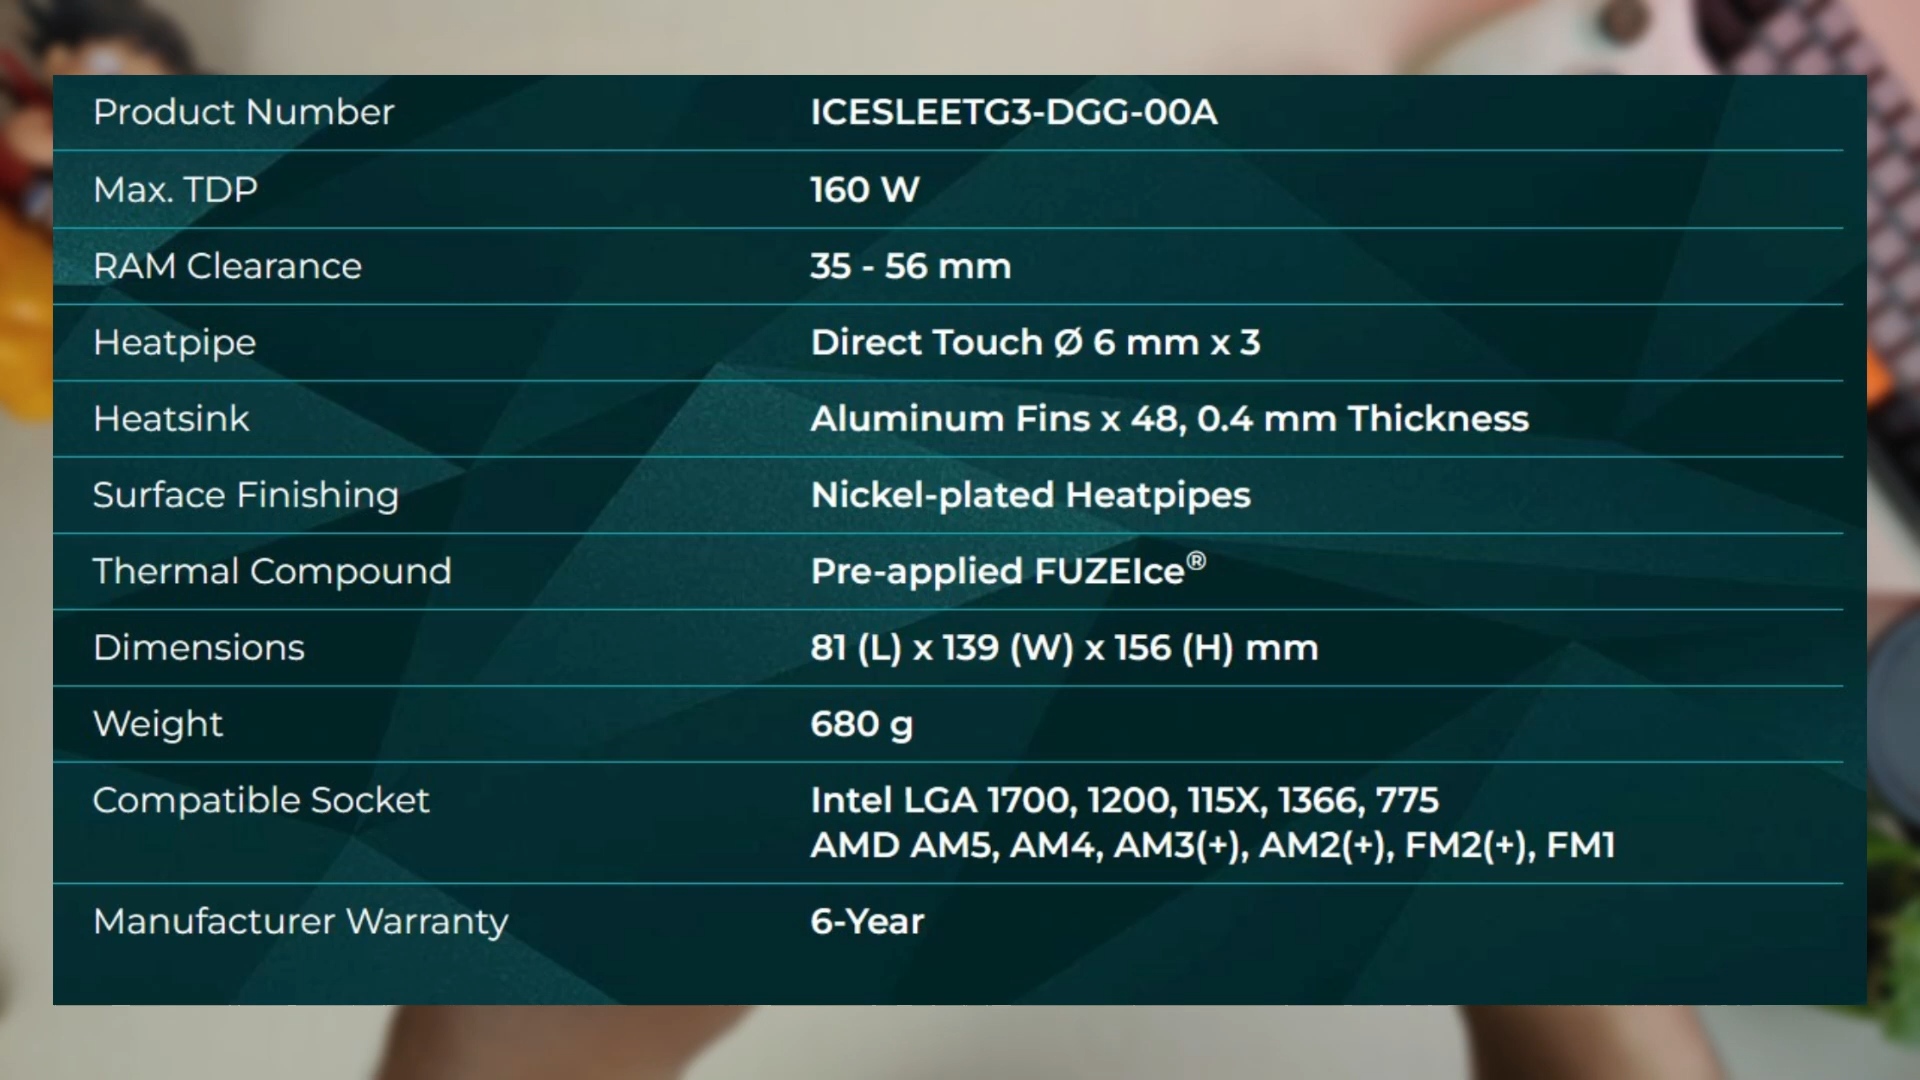 Product Number ICESLEETG3-DGG-00A
Max. TDP 160 W
RAM Clearance 35 - 56 mm
Heatpipe Direct Touch Ø 6 mm x 3
Heatsink Aluminum Fins x 48, 0.4 mm Thickness
Surface Finishing Nickel-plated Heatpipes
Thermal Compound Pre-applied FUZEIce®
Dimensions 81 (L) x 139 (W) x 156 (H) mm
Weight 680 g
Compatible Socket Intel LGA 1700, 1200, 115X, 1366, 775
AMD AM5, AM4, AM3(+), AM2(+), FM2(+), FM1
Manufacturer Warranty 6-Year